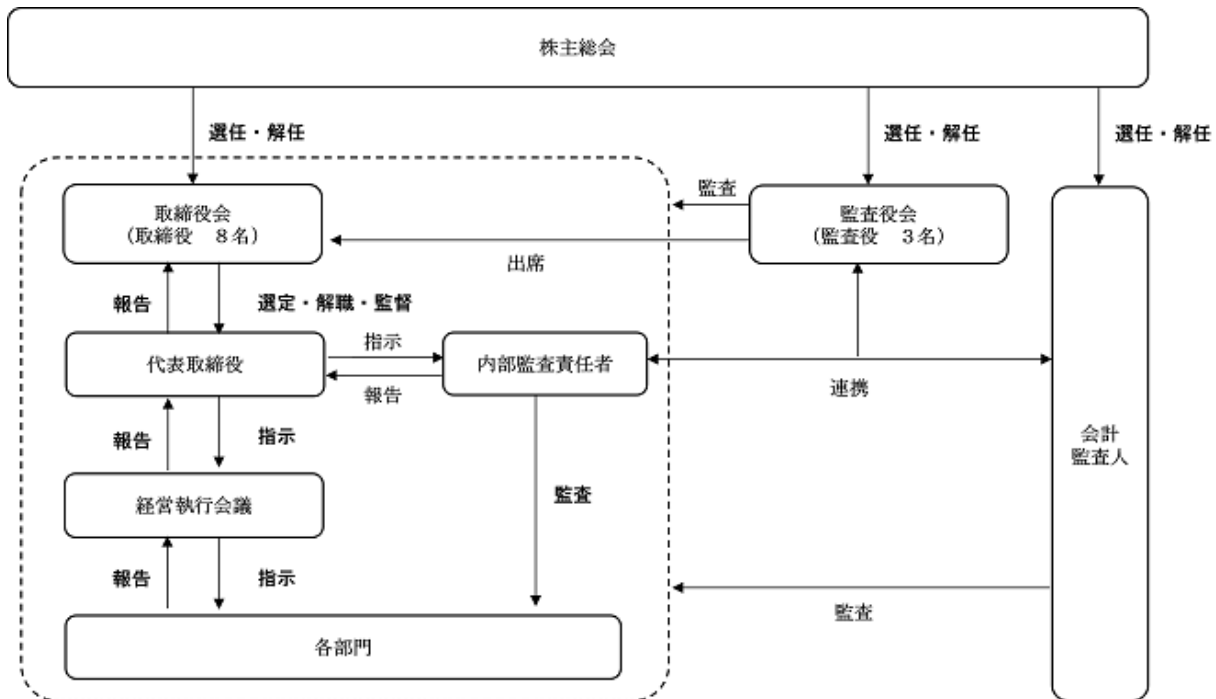 株主総会
選任・解任
選任・解任
選任・解任
取締役会
(取締役　8名)
監査
監査役会
(監査役　3名)
出席
報告
選定・解職・監督
代表取締役
指示
報告
内部監査責任者
連携
会計
監査人
報告
指示
経営執行会議
監査
報告
指示
監査
各部門